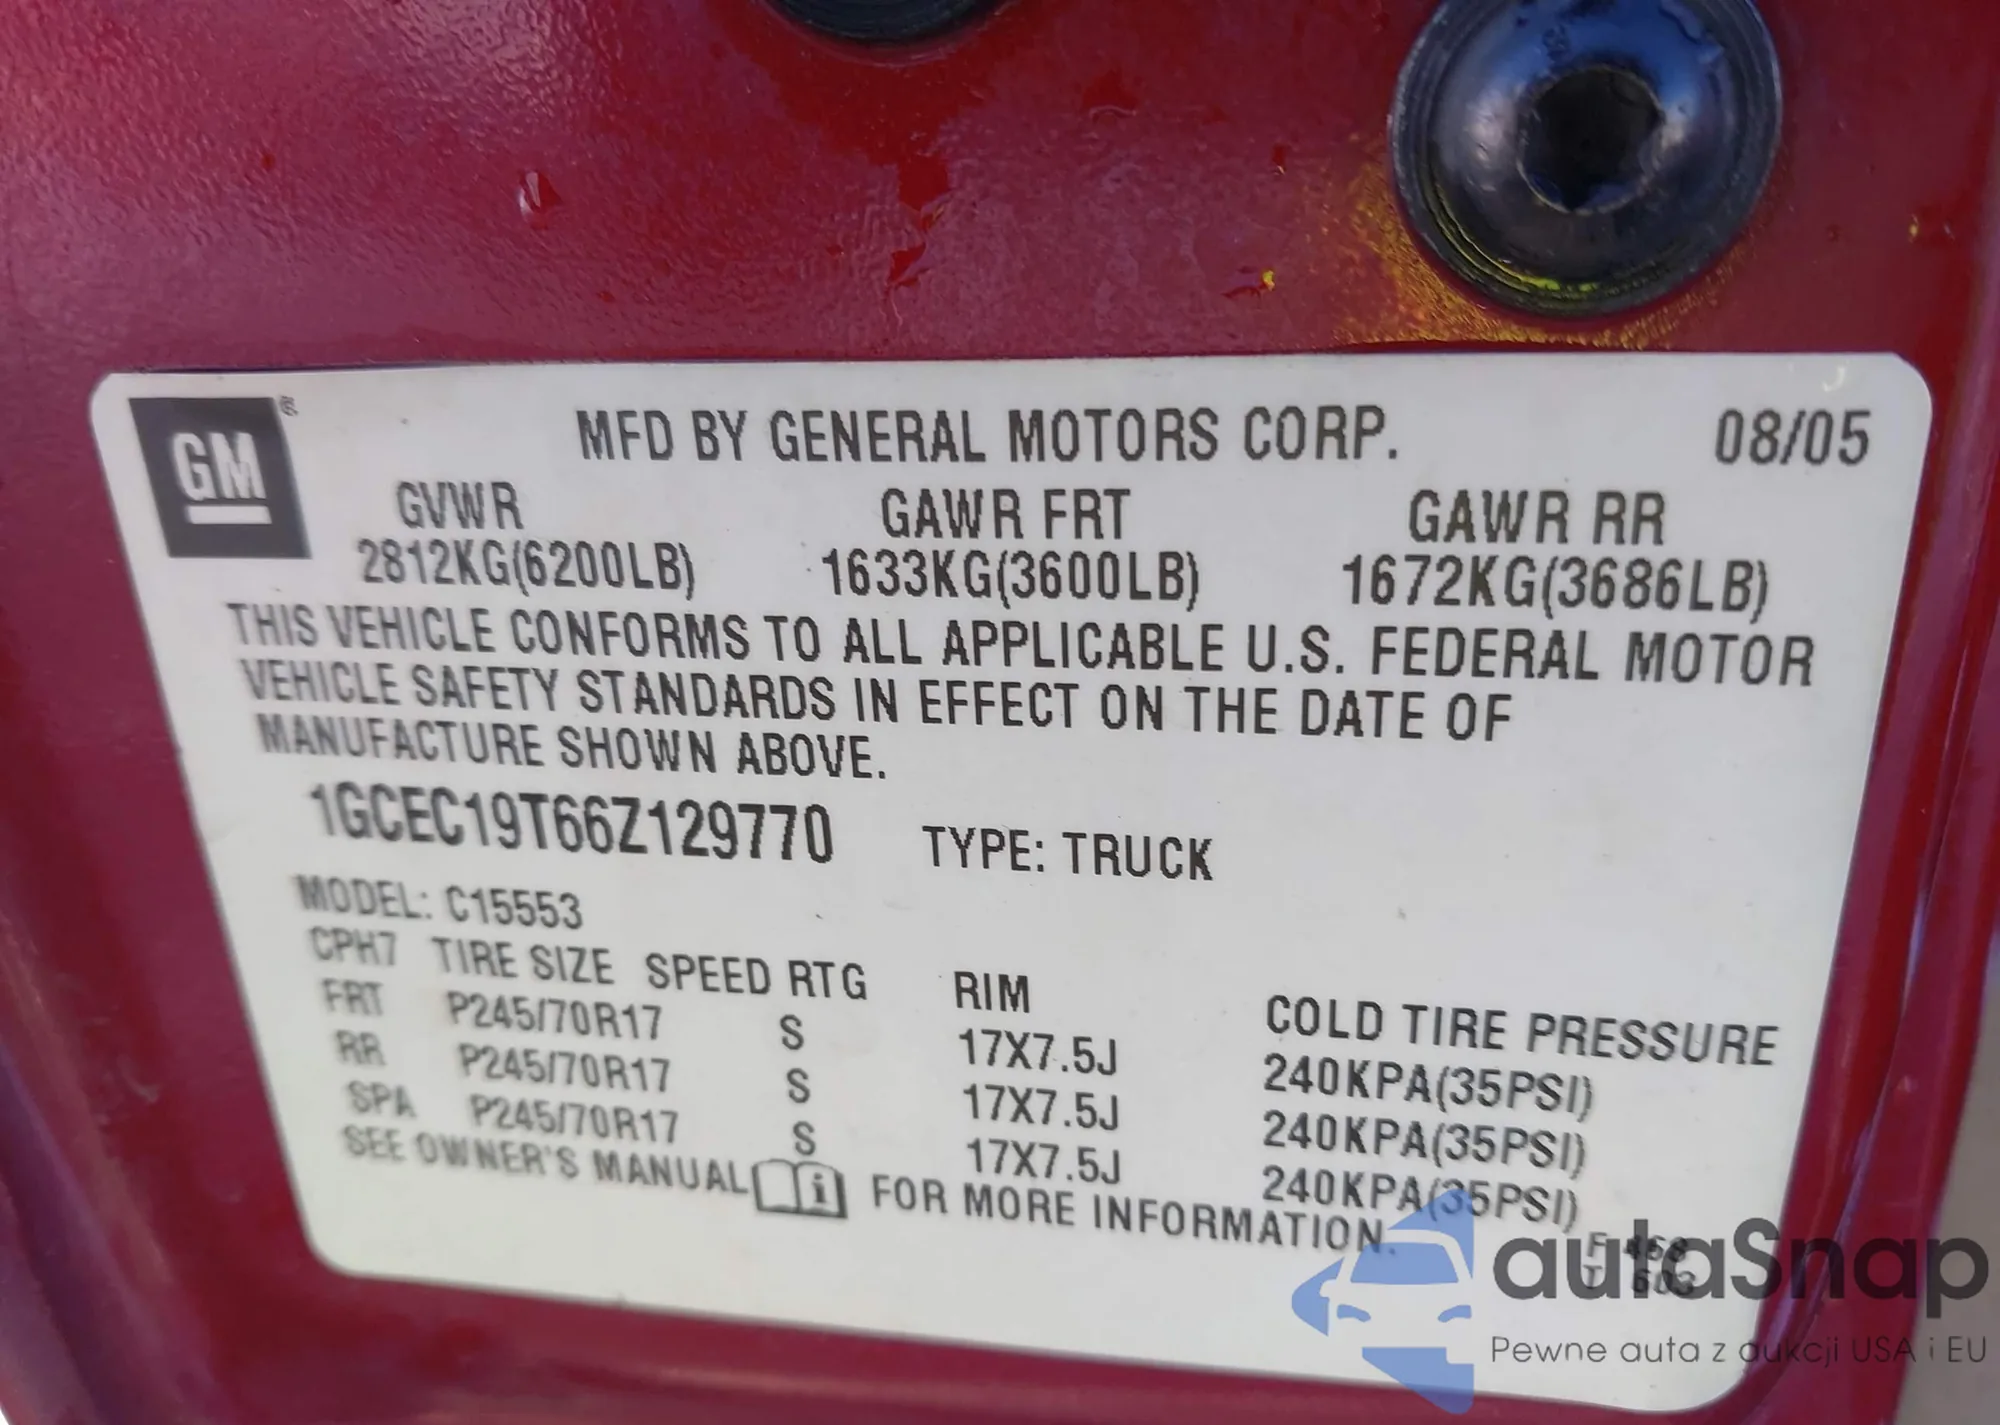 GM ®
MFD BY GENERAL MOTORS CORP. 08/05
GVWR GAWR FRT GAWR RR
2812KG(6200LB) 1633KG(3600LB) 1672KG(3686LB)
THIS VEHICLE CONFORMS TO ALL APPLICABLE U.S. FEDERAL MOTOR
VEHICLE SAFETY STANDARDS IN EFFECT ON THE DATE OF
MANUFACTURE SHOWN ABOVE.
1GCEC19T66Z129770 TYPE: TRUCK
MODEL: C15553
CPH7 TIRE SIZE SPEED RTG RIM COLD TIRE PRESSURE
FRT P245/70R17 S 17X7.5J 240KPA(35PSI)
RR P245/70R17 S 17X7.5J 240KPA(35PSI)
SPA P245/70R17 S 17X7.5J 240KPA(35PSI)
SEE OWNER'S MANUAL i FOR MORE INFORMATION.
autaSnap
Pewne auta z aukcji USA i EU